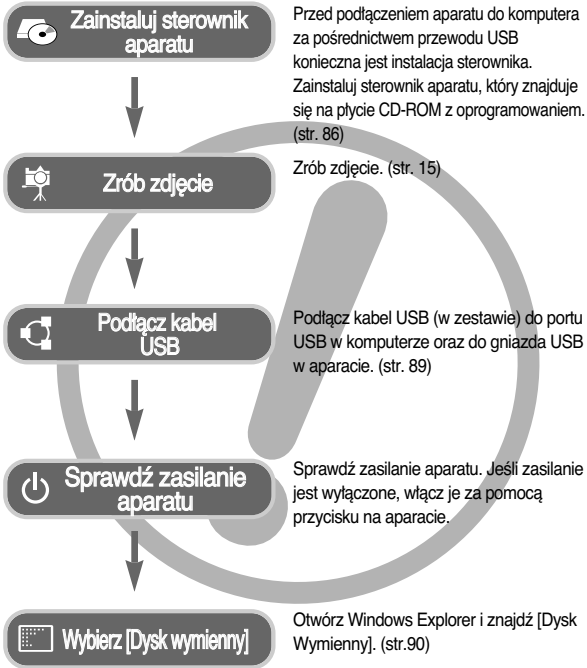 Zainstaluj sterownik
aparatu
Przed podłączeniem aparatu do komputera
za pośrednictwem przewodu USB
konieczna jest instalacja sterownika.
Zainstaluj sterownik aparatu, który znajduje
się na płycie CD-ROM z oprogramowaniem.
(str. 86)
Zrób zdjęcie
Zrób zdjęcie. (str. 15)
Podłącz kabel
USB
Podłącz kabel USB (w zestawie) do portu
USB w komputerze oraz do gniazda USB
w aparacie. (str. 89)
Sprawdź zasilanie
aparatu
Sprawdź zasilanie aparatu. Jeśli zasilanie
jest wyłączone, włącz je za pomocą
przycisku na aparacie.
Wybierz [Dysk wymienny]
Otwórz Windows Explorer i znajdź [Dysk
Wymienny]. (str.90)